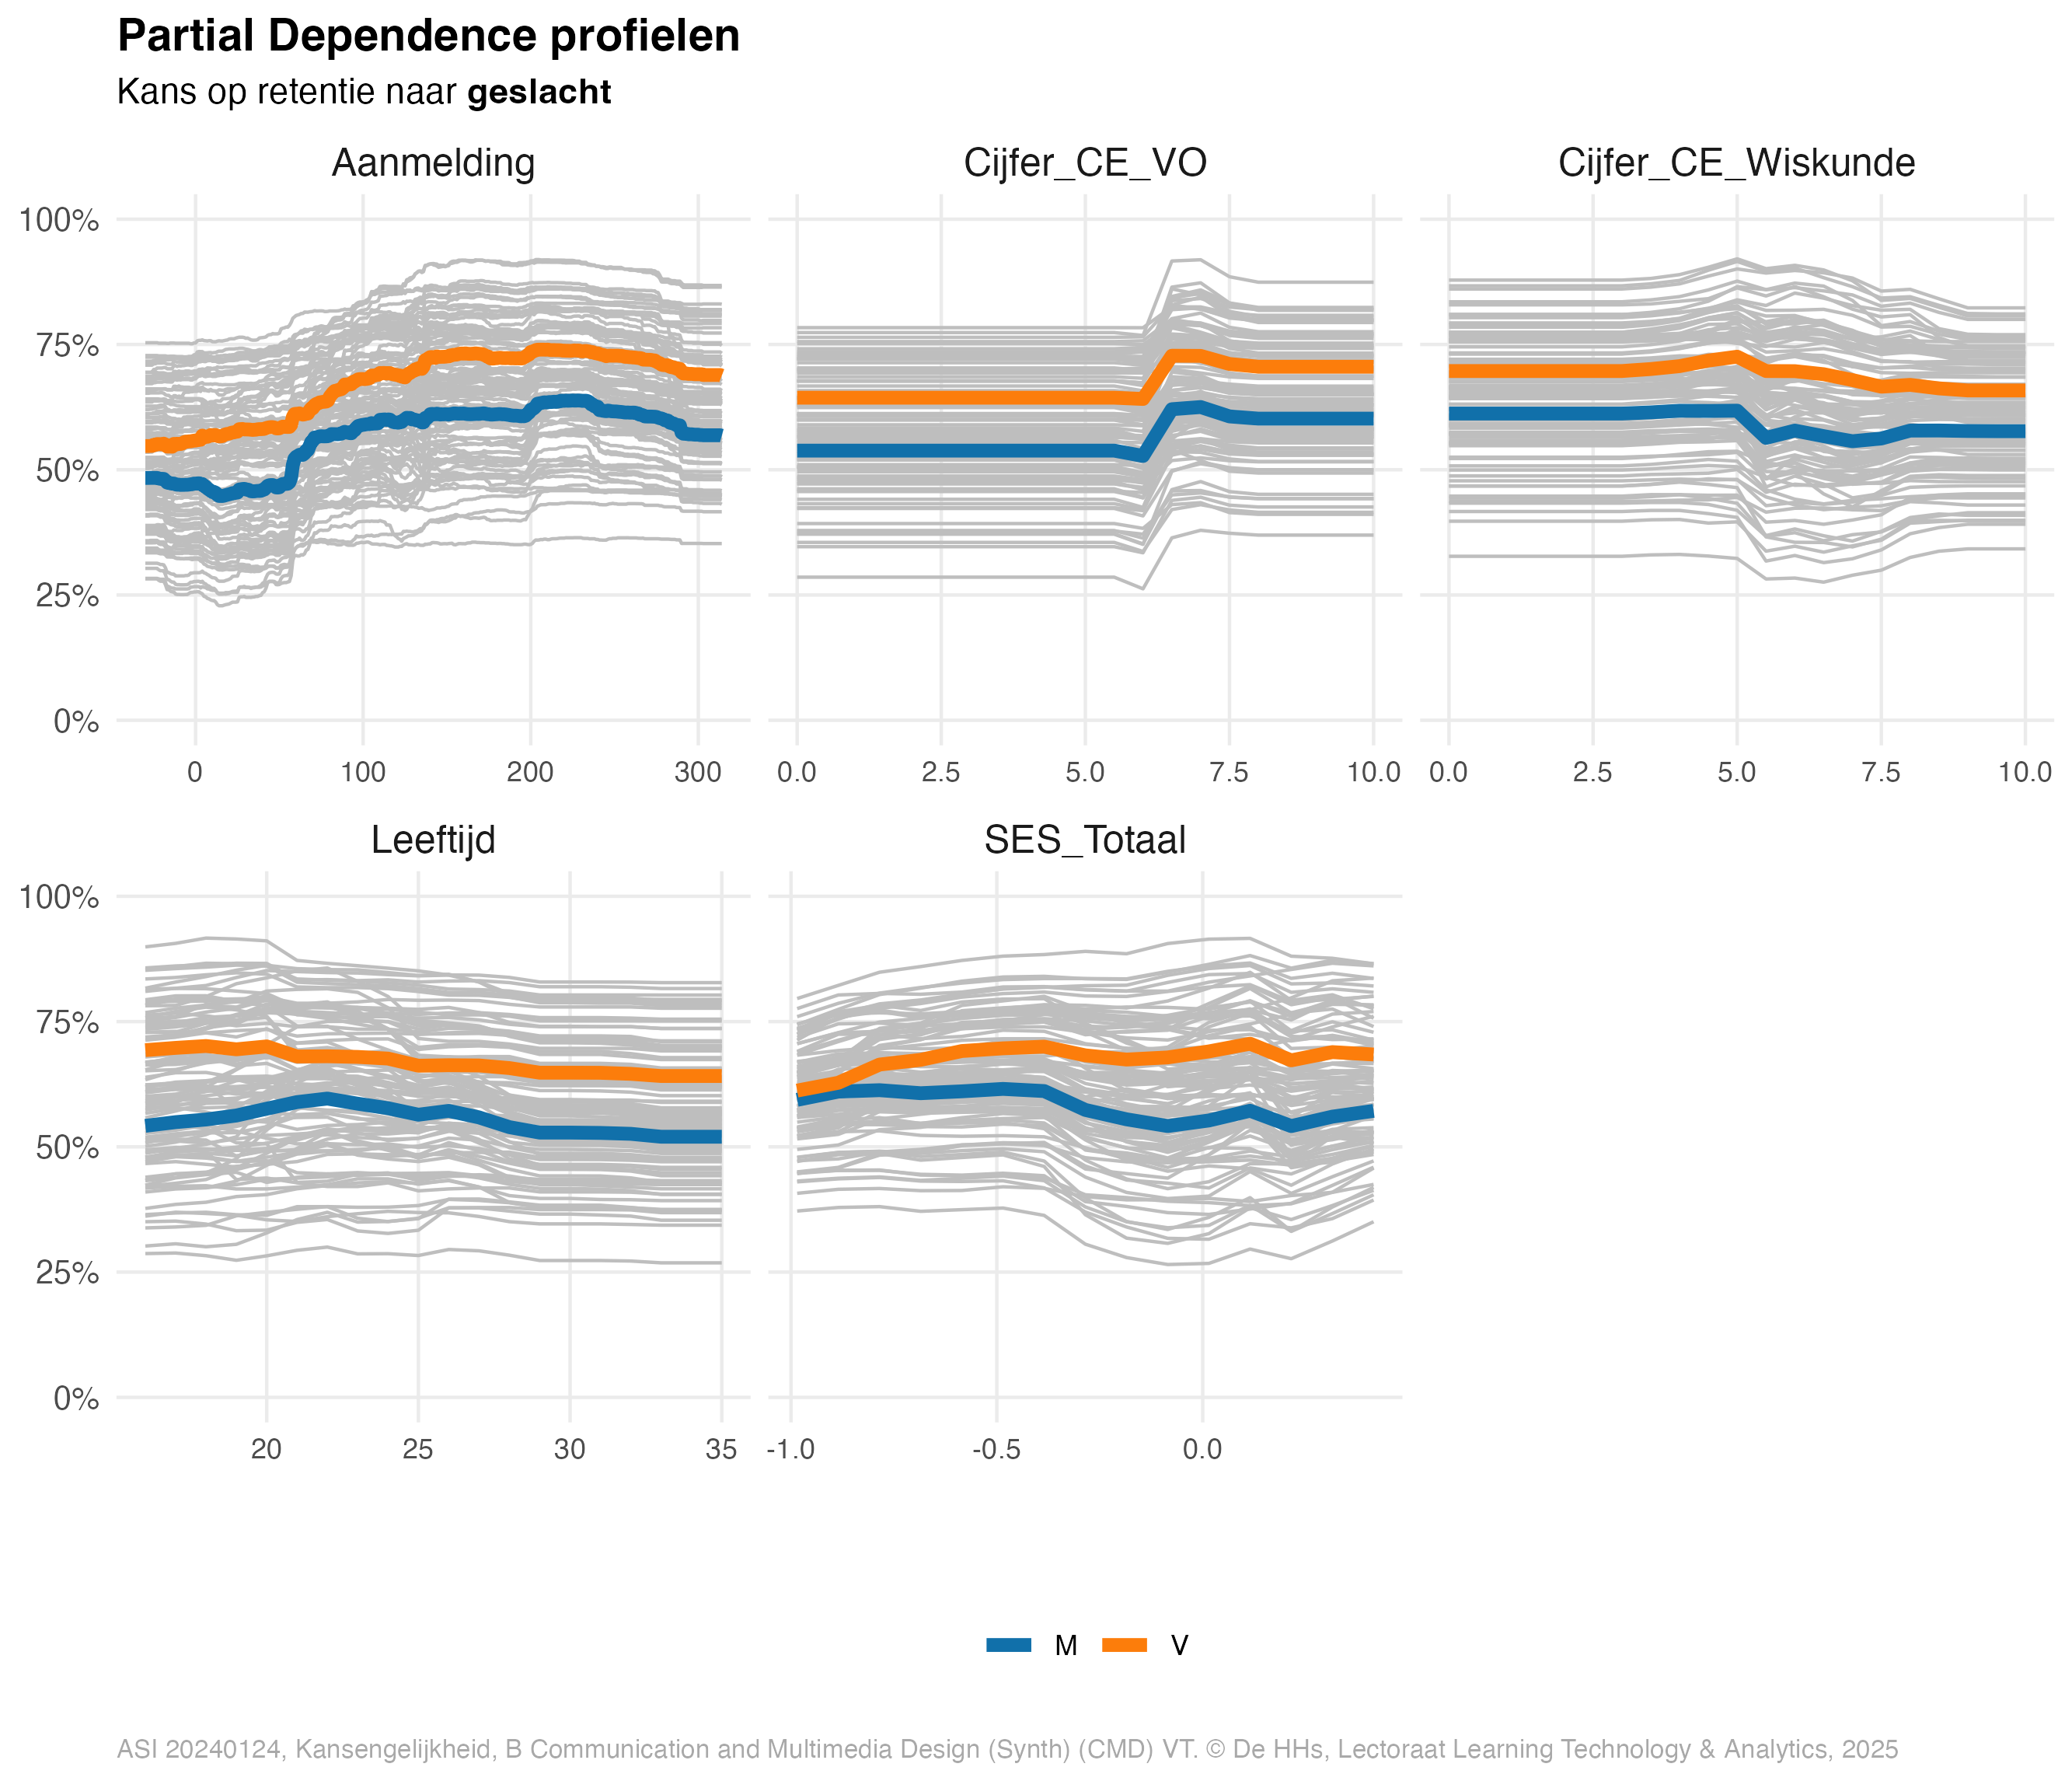 Partial Dependence profielen
Kans op retentie naar geslacht
Aanmelding
Cijfer_CE_VO
Cijfer_CE_Wiskunde
100%
75%
50%
25%
0%
0 100 200 300
0.0 2.5 5.0 7.5 10.0
0.0 2.5 5.0 7.5 10.0
Leeftijd
SES_Totaal
100%
75%
50%
25%
0%
20 25 30 35
-1.0 -0.5 0.0
M V
ASI 20240124, Kansengelijkheid, B Communication and Multimedia Design (Synth) (CMD) VT. © De HHs, Lectoraat Learning Technology & Analytics, 2025